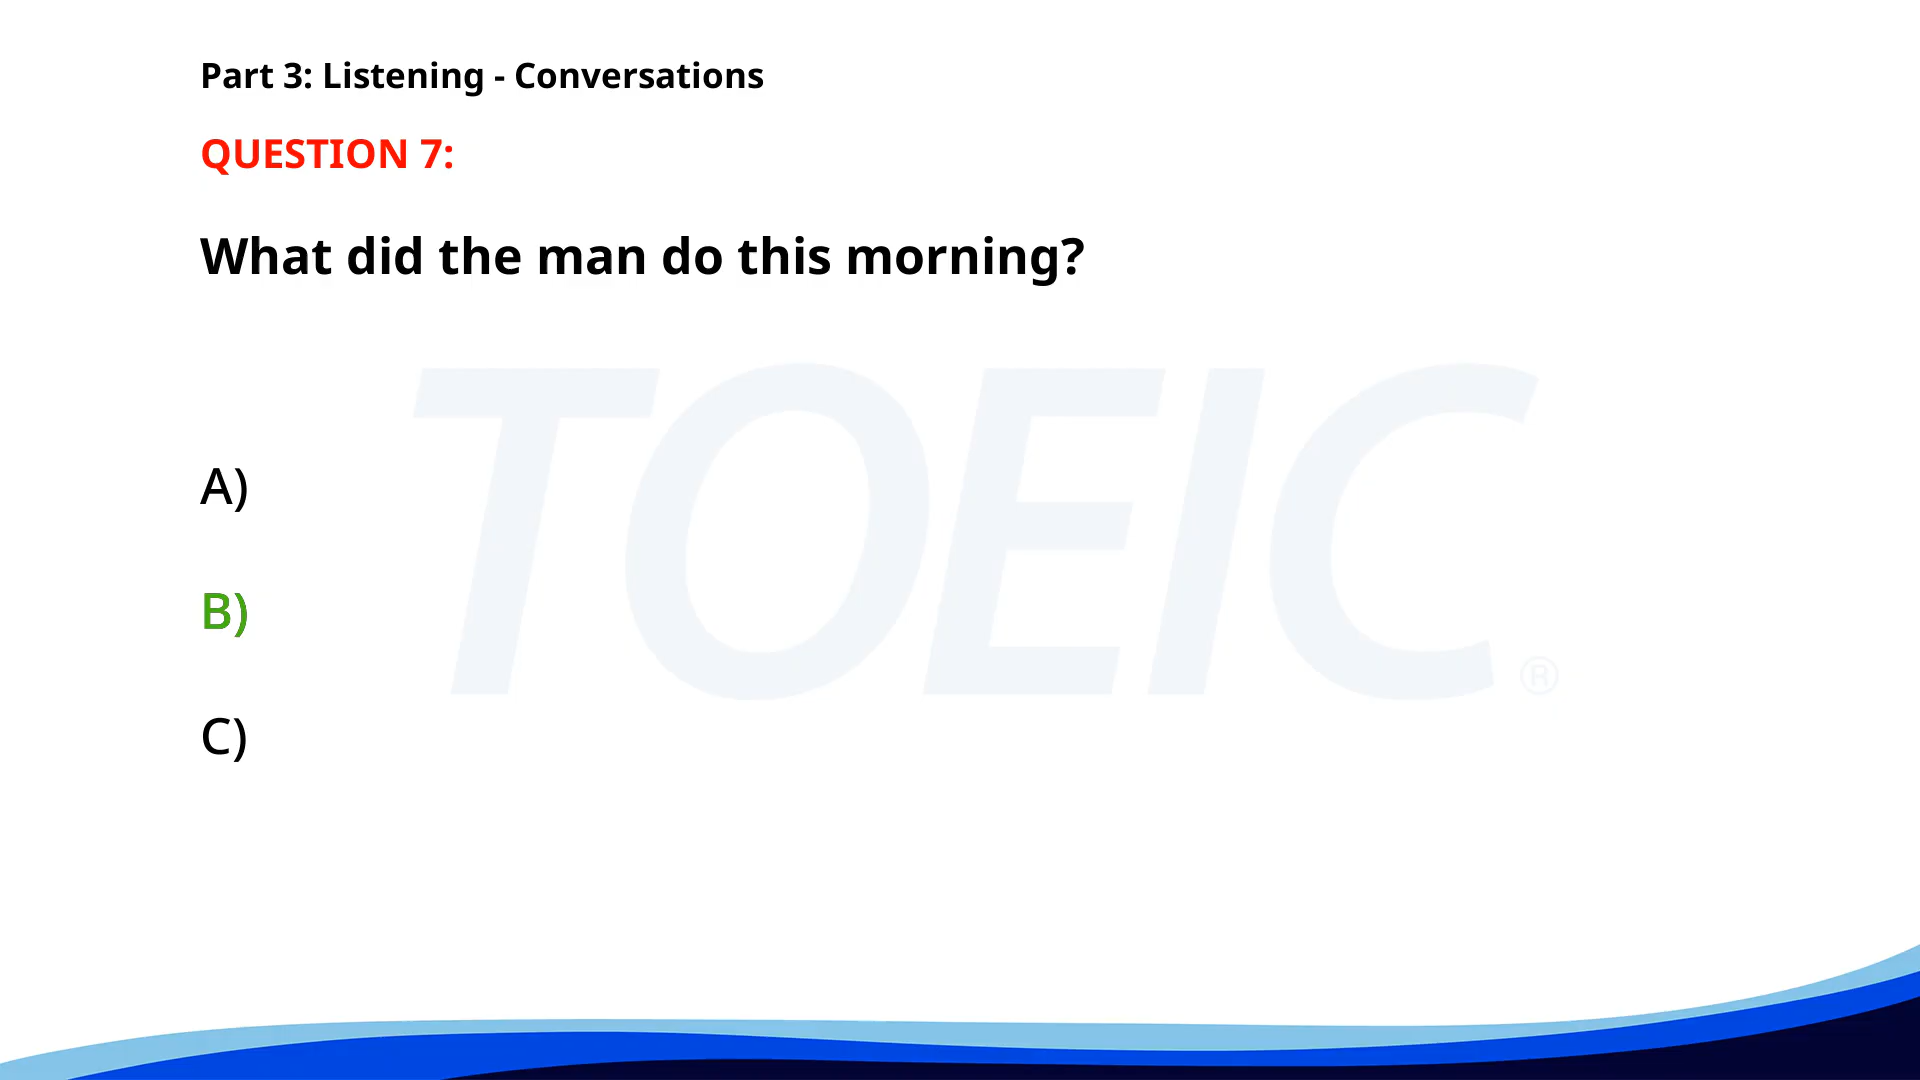 Part 3: Listening - Conversations
QUESTION 7:
What did the man do this morning?
TOEIC®
A)
B)
C)